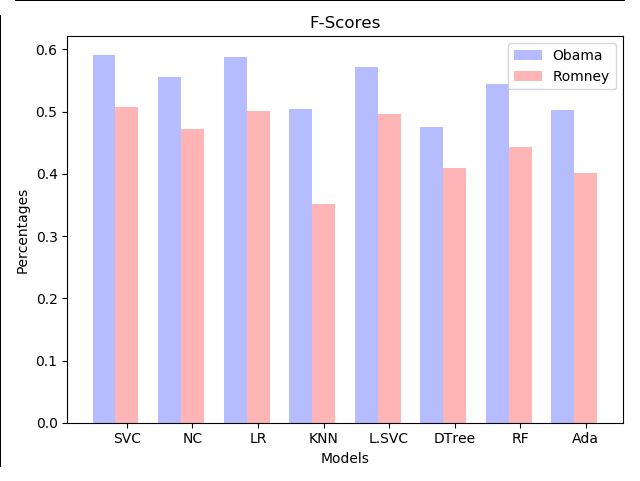 F-Scores
Obama
Romney
Percentages
0.6
0.5
0.4
0.3
0.2
0.1
0.0
SVC NC LR KNN L.SVC DTree RF Ada
Models